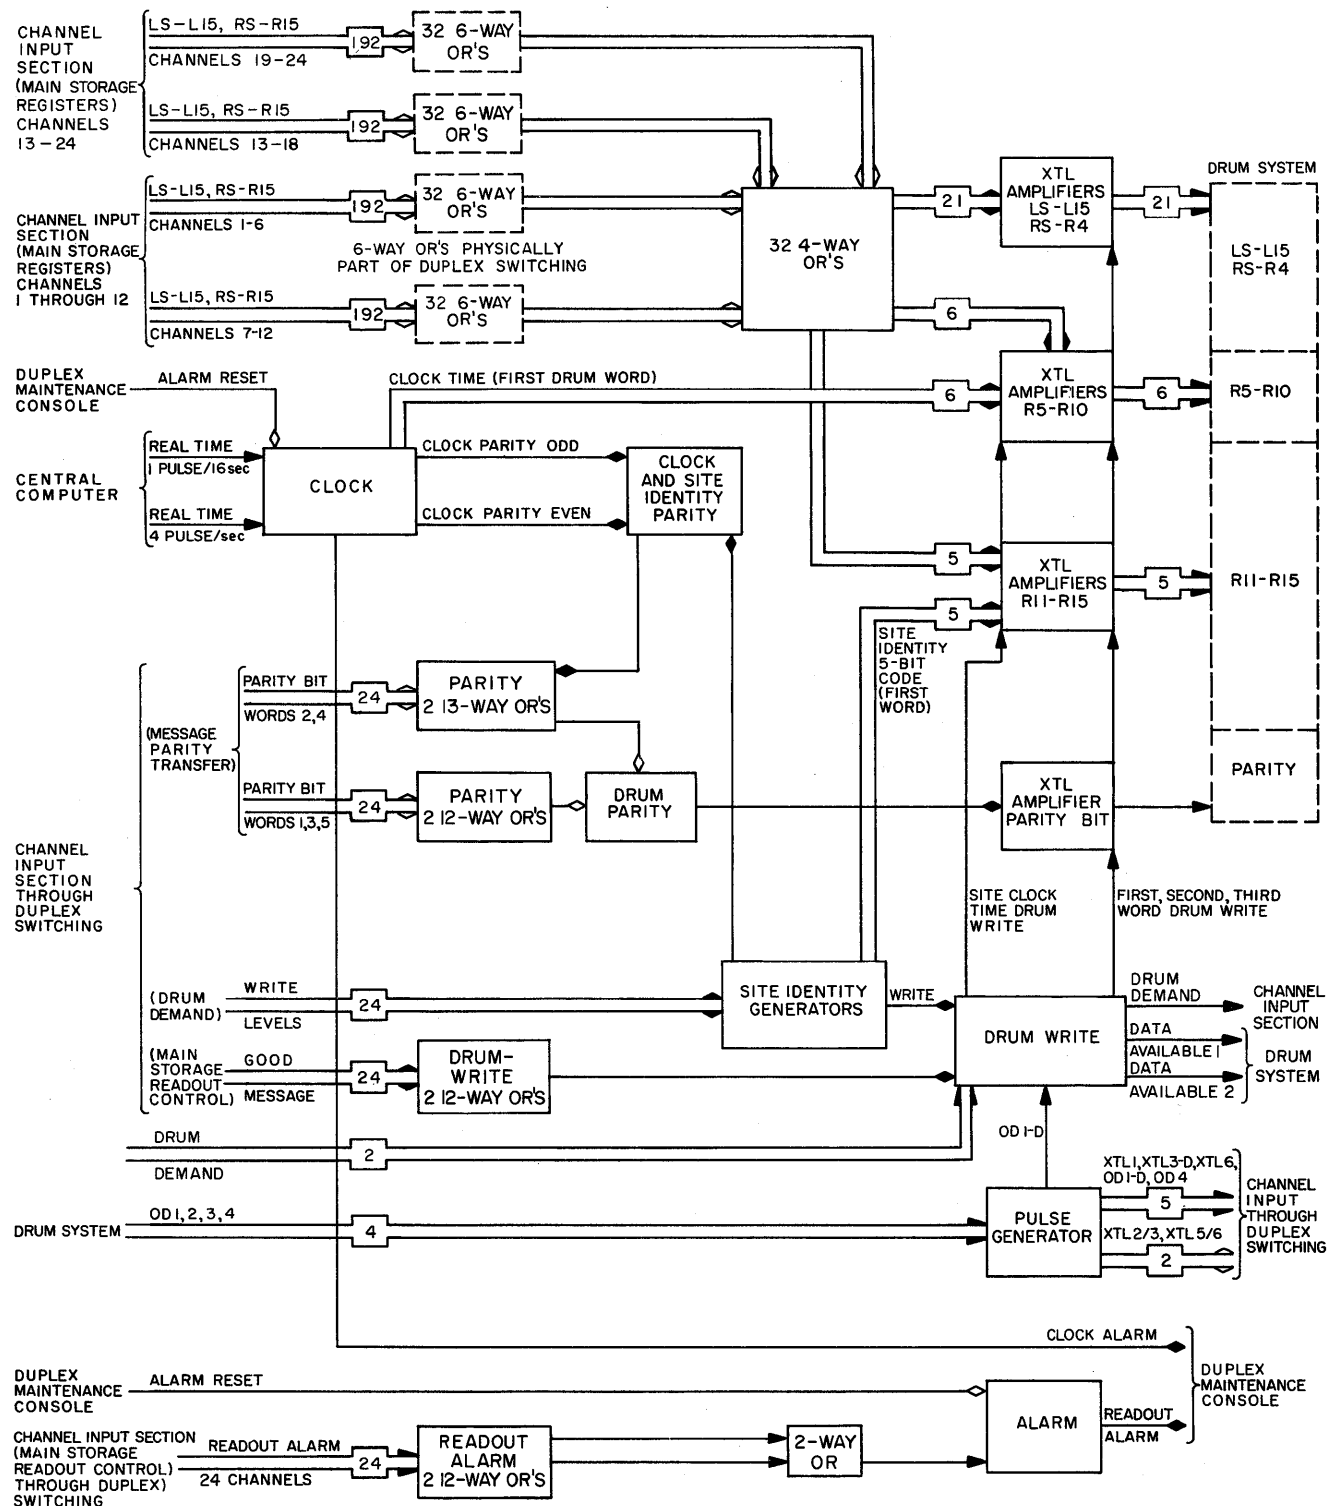 CHANNEL
INPUT
SECTION
(MAIN STORAGE
REGISTERS)
CHANNELS
13-24
LS-L15, RS-R15
192
CHANNELS 19-24
32 6-WAY
OR'S
LS-L15, RS-R15
192
CHANNELS 13-18
32 6-WAY
OR'S
CHANNEL INPUT
SECTION
(MAIN STORAGE
REGISTERS)
CHANNELS
1 THROUGH 12
LS-L15, RS-R15
192
CHANNELS 1-6
32 6-WAY
OR'S
6-WAY OR'S PHYSICALLY
PART OF DUPLEX SWITCHING
LS-L15, RS-R15
192
CHANNELS 7-12
32 6-WAY
OR'S
32 4-WAY
OR'S
21
XTL
AMPLIFIERS
LS-L15
RS-R4
21
DRUM SYSTEM
LS-L15
RS-R4
6
DUPLEX
MAINTENANCE
CONSOLE
ALARM RESET
CLOCK TIME (FIRST DRUM WORD)
6
XTL
AMPLIFIERS
R5-R10
6
R5-R10
CENTRAL
COMPUTER
REAL TIME
1 PULSE/16sec
REAL TIME
4 PULSE/sec
CLOCK
CLOCK PARITY ODD
CLOCK PARITY EVEN
CLOCK
AND SITE
IDENTITY
PARITY
5
XTL
AMPLIFIERS
R11-R15
5
R11-R15
5
SITE
IDENTITY
5-BIT
CODE
(FIRST
WORD)
(MESSAGE
PARITY
TRANSFER)
PARITY BIT
24
WORDS 2,4
PARITY
2 13-WAY OR'S
PARITY BIT
24
WORDS 1,3,5
PARITY
2 12-WAY OR'S
DRUM
PARITY
XTL
AMPLIFIER
PARITY BIT
PARITY
CHANNEL
INPUT
SECTION
THROUGH
DUPLEX
SWITCHING
SITE CLOCK
TIME DRUM
WRITE
FIRST, SECOND, THIRD
WORD DRUM WRITE
(DRUM
DEMAND)
WRITE
24
LEVELS
SITE IDENTITY
GENERATORS
WRITE
DRUM WRITE
DRUM
DEMAND
CHANNEL
INPUT
SECTION
DATA
AVAILABLE 1
DATA
AVAILABLE 2
DRUM
SYSTEM
(MAIN
STORAGE
READOUT
CONTROL)
GOOD
24
MESSAGE
DRUM-
WRITE
2 12-WAY OR'S
DRUM
2
DEMAND
OD 1-D
DRUM SYSTEM
OD 1, 2, 3, 4
4
PULSE
GENERATOR
XTL1, XTL3-D, XTL6,
OD 1-D, OD 4
5
XTL 2/3, XTL 5/6
2
CHANNEL
INPUT
THROUGH
DUPLEX
SWITCHING
CLOCK ALARM
DUPLEX
MAINTENANCE
CONSOLE
ALARM RESET
ALARM
READOUT
ALARM
DUPLEX
MAINTENANCE
CONSOLE
CHANNEL INPUT SECTION
(MAIN STORAGE
READOUT CONTROL)
THROUGH DUPLEX)
SWITCHING
READOUT ALARM
24
24 CHANNELS
READOUT
ALARM
2 12-WAY OR'S
2-WAY
OR